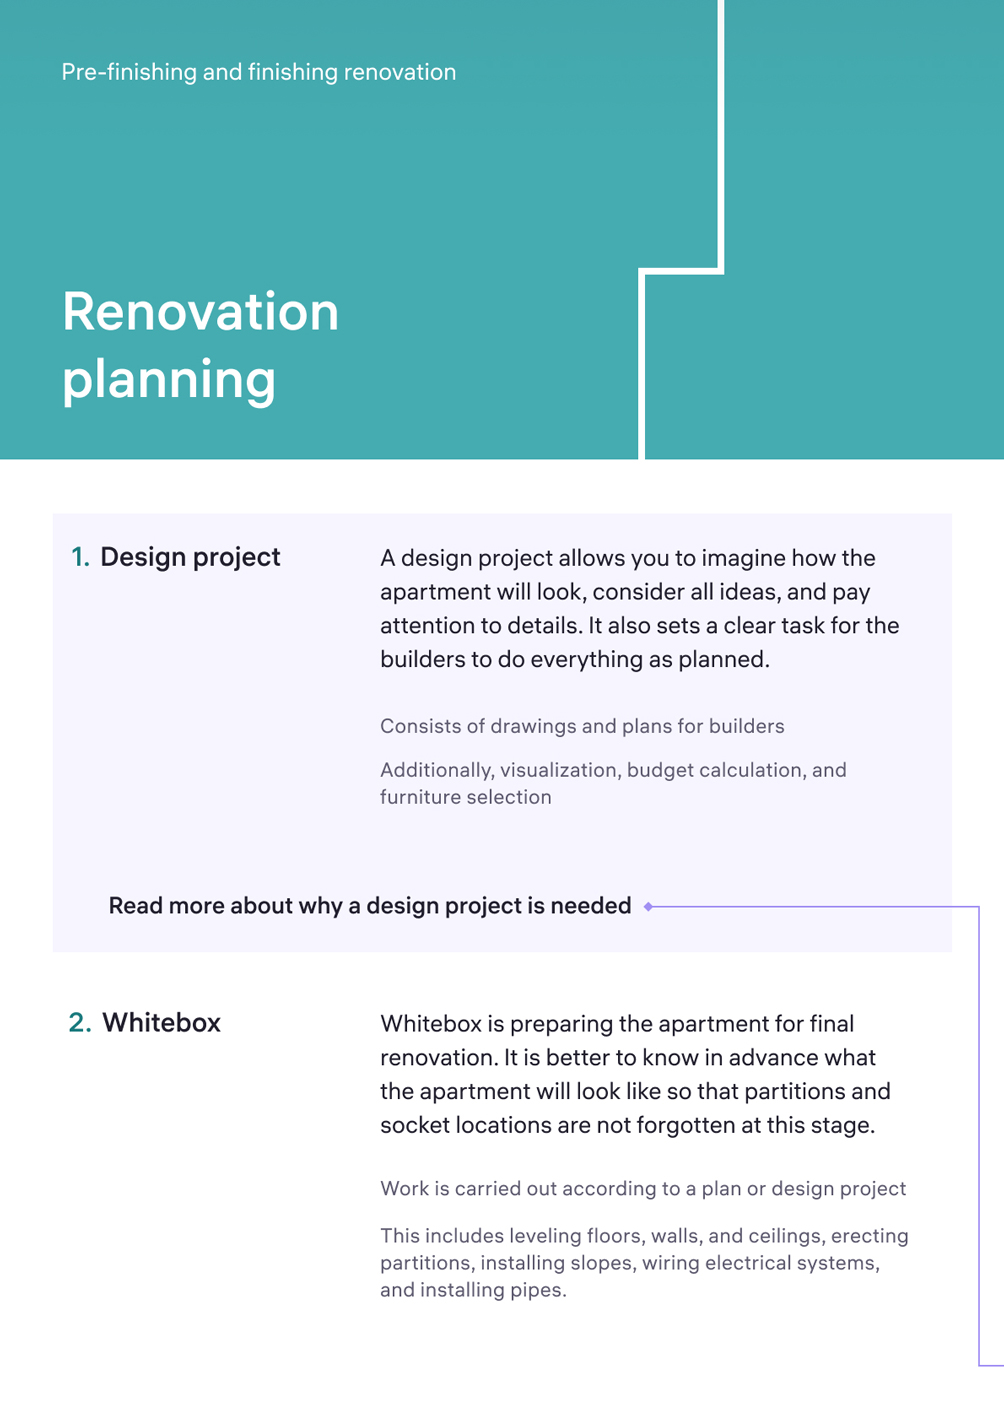 Pre-finishing and finishing renovation
Renovation
planning
1. Design project
A design project allows you to imagine how the
apartment will look, consider all ideas, and pay
attention to details. It also sets a clear task for the
builders to do everything as planned.
Consists of drawings and plans for builders
Additionally, visualization, budget calculation, and
furniture selection
Read more about why a design project is needed
2. Whitebox
Whitebox is preparing the apartment for final
renovation. It is better to know in advance what
the apartment will look like so that partitions and
socket locations are not forgotten at this stage.
Work is carried out according to a plan or design project
This includes leveling floors, walls, and ceilings, erecting
partitions, installing slopes, wiring electrical systems,
and installing pipes.